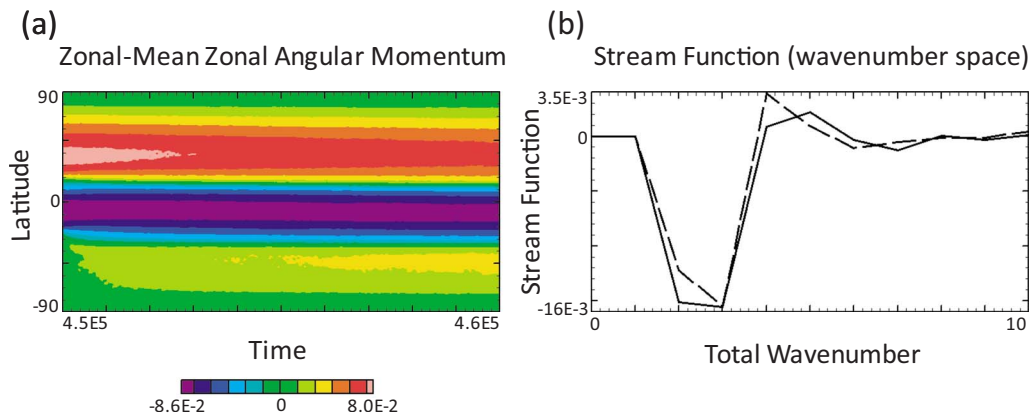 (a)
Zonal-Mean Zonal Angular Momentum
90
0
-90
Latitude
4.5E5
4.6E5
Time
-8.6E-2
0
8.0E-2
(b)
Stream Function (wavenumber space)
3.5E-3
0
-16E-3
Stream Function
0
10
Total Wavenumber